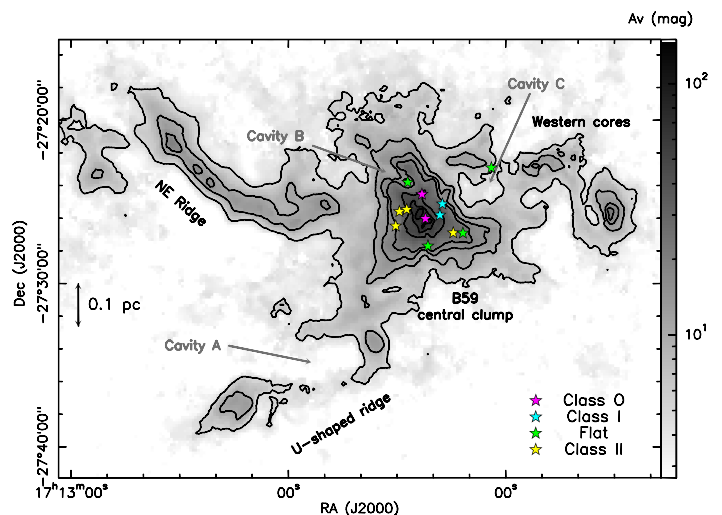 Av (mag)
10²
10¹
Cavity C
Cavity B
Western cores
NE Ridge
B59
central clump
0.1 pc
Cavity A
U-shaped ridge
Class 0
Class I
Flat
Class II
−27°20′00″
−27°30′00″
−27°40′00″
Dec (J2000)
17ʰ13ᵐ00ˢ
00ˢ
00ˢ
RA (J2000)